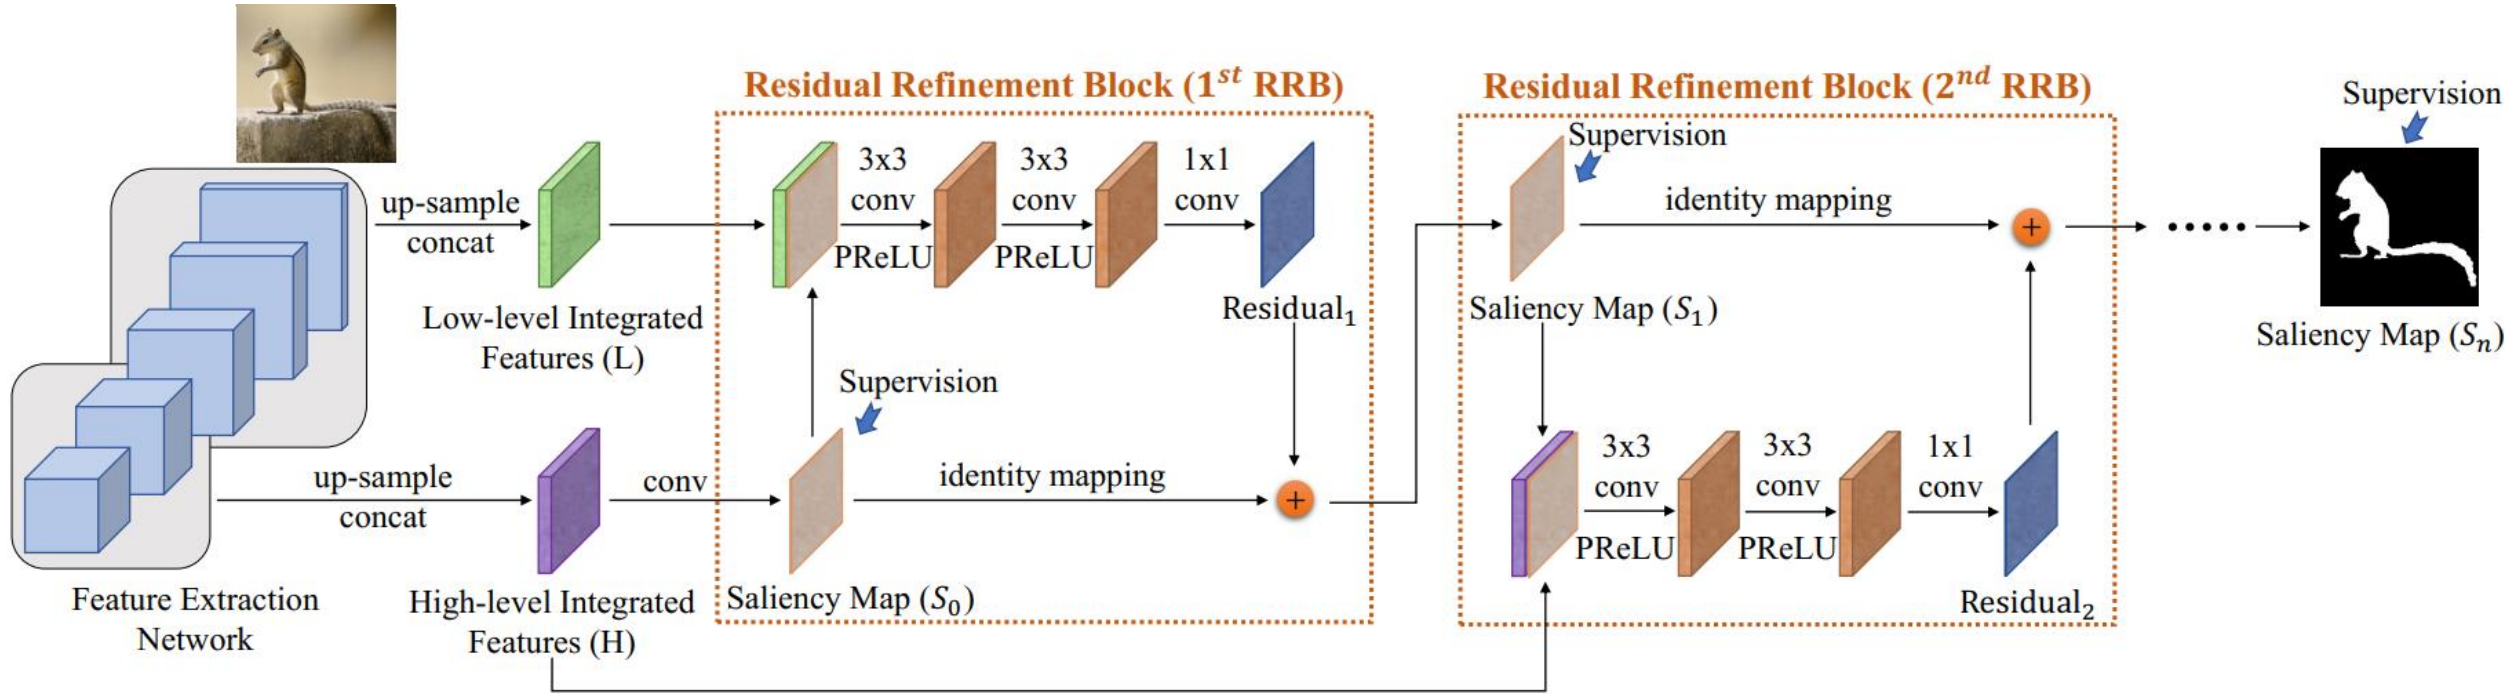 Residual Refinement Block (1ˢᵗ RRB)
Residual Refinement Block (2ⁿᵈ RRB)
Supervision
Supervision
3x3
conv
PReLU
3x3
conv
PReLU
1x1
conv
up-sample
concat
identity mapping
Low-level Integrated
Features (L)
Residual₁
Saliency Map (S₁)
Saliency Map (Sₙ)
Supervision
up-sample
concat
conv
identity mapping
3x3
conv
PReLU
3x3
conv
PReLU
1x1
conv
Feature Extraction
Network
High-level Integrated
Features (H)
Saliency Map (S₀)
Residual₂
+
+